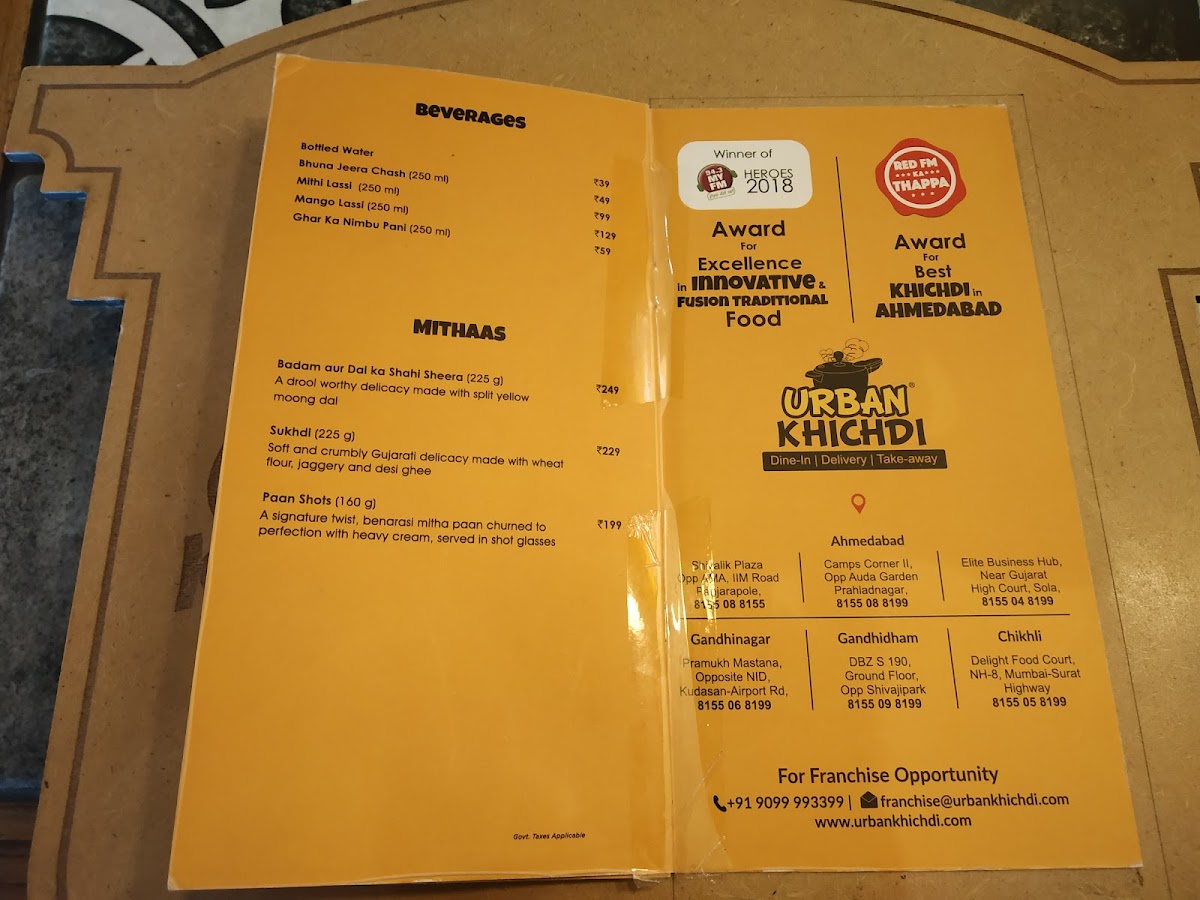 BEVERAGES
Bottled Water ₹39
Bhuna Jeera Chash (250 ml) ₹49
Mithi Lassi (250 ml) ₹99
Mango Lassi (250 ml) ₹129
Ghar Ka Nimbu Pani (250 ml) ₹59
MITHAAS
Badam aur Dal ka Shahi Sheera (225 g) ₹249
A drool worthy delicacy made with split yellow
moong dal
Sukhdi (225 g) ₹229
Soft and crumbly Gujarati delicacy made with wheat
flour, jaggery and desi ghee
Paan Shots (160 g) ₹199
A signature twist, benarasi mitha paan churned to
perfection with heavy cream, served in shot glasses
Govt. Taxes Applicable
Winner of
94.3
MY
FM
HEROES
2018
Award
For
Excellence
in INNOVATIVE &
FUSION TRADITIONAL
Food
RED FM
KA
THAPPA
Award
For
Best
KHICHDI in
AHMEDABAD
URBAN®
KHICHDI
Dine-In | Delivery | Take-away
Ahmedabad
Shivalik Plaza
Opp AMA, IIM Road
Panjarapole,
8155 08 8155
Camps Corner II,
Opp Auda Garden
Prahladnagar,
8155 08 8199
Elite Business Hub,
Near Gujarat
High Court, Sola,
8155 04 8199
Gandhinagar
Pramukh Mastana,
Opposite NID,
Kudasan-Airport Rd,
8155 06 8199
Gandhidham
DBZ S 190,
Ground Floor,
Opp Shivajipark
8155 09 8199
Chikhli
Delight Food Court,
NH-8, Mumbai-Surat
Highway
8155 05 8199
For Franchise Opportunity
+91 9099 993399 | franchise@urbankhichdi.com
www.urbankhichdi.com